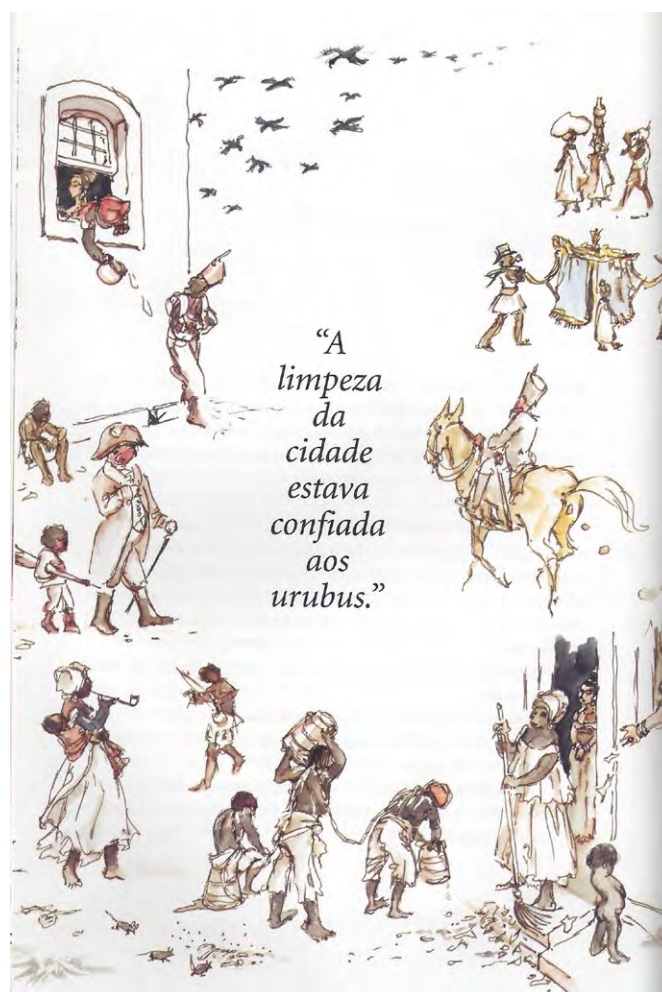 “A
limpeza
da
cidade
estava
confiada
aos
urubus.”